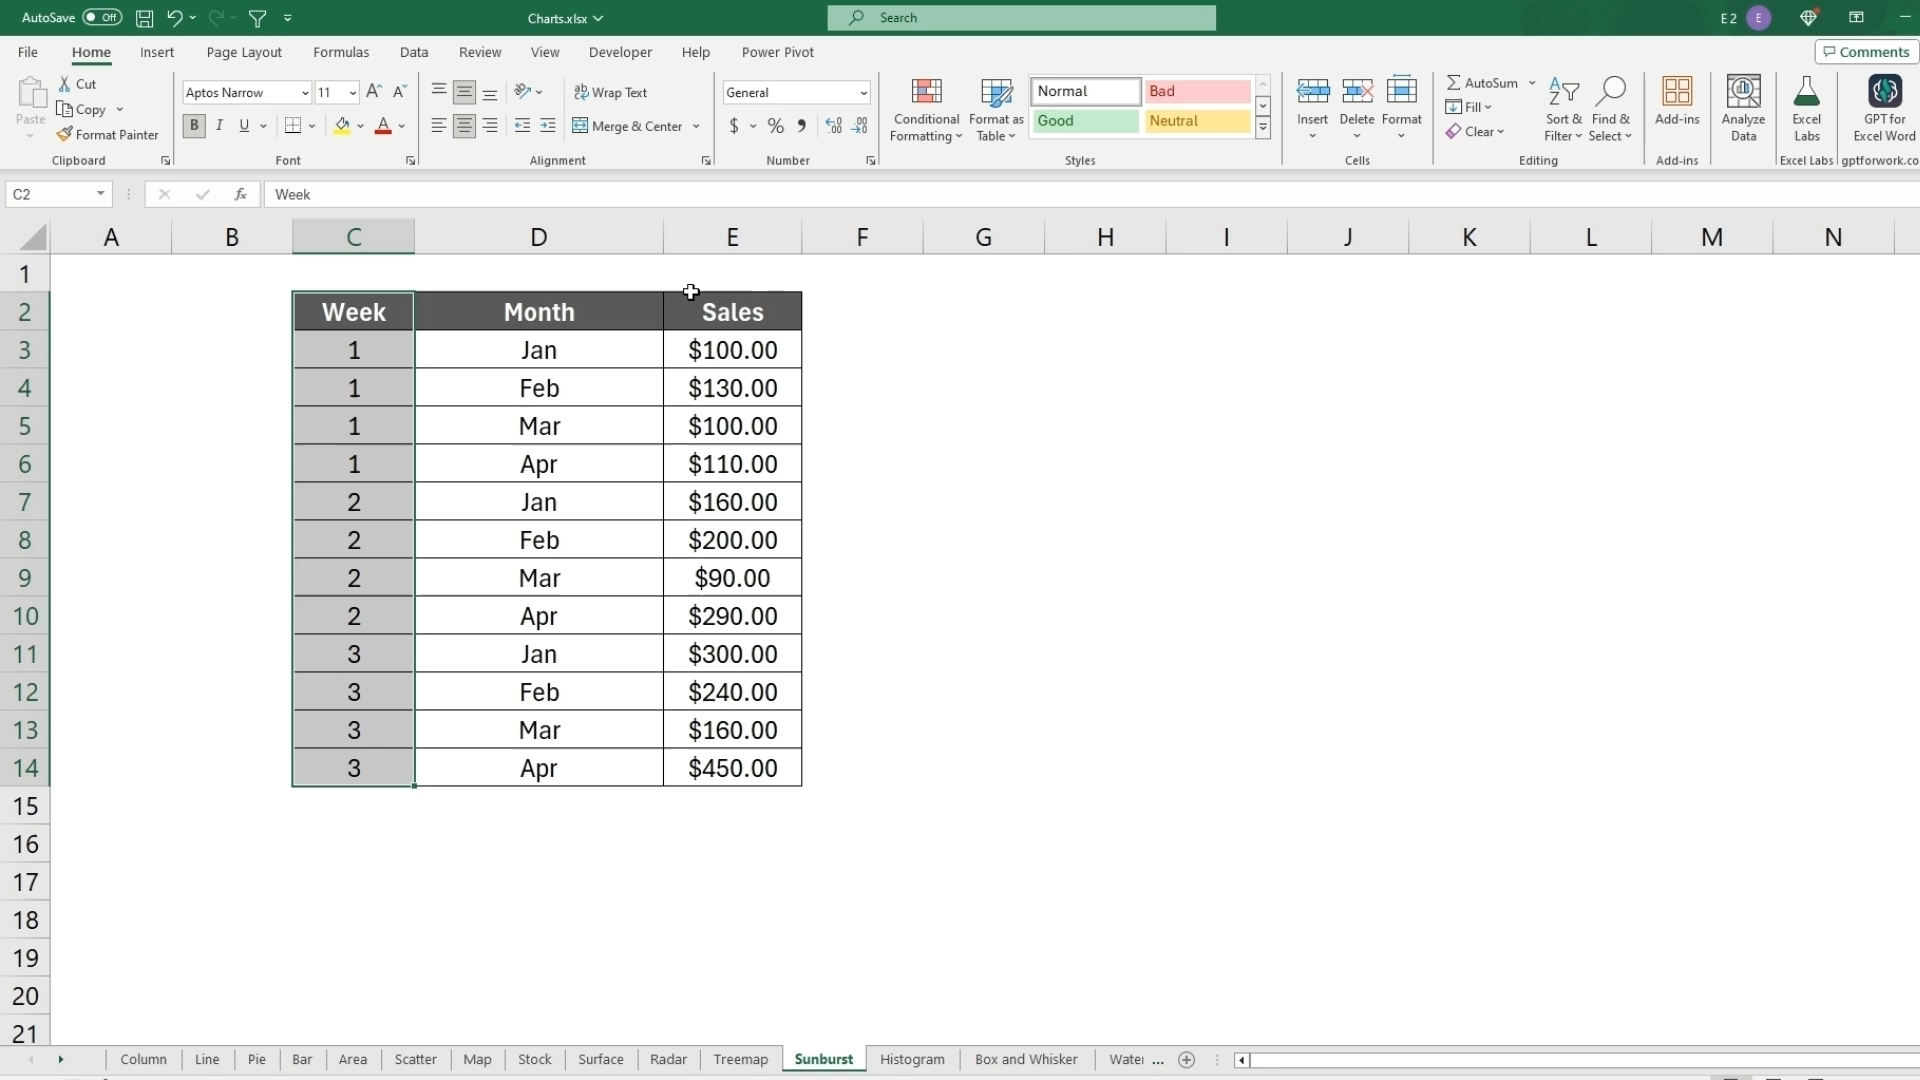 AutoSave Off Charts.xlsx Search E 2 E
File Home Insert Page Layout Formulas Data Review View Developer Help Power Pivot Comments
Paste Cut Copy Format Painter Clipboard
Aptos Narrow 11 B I U A Font
Wrap Text Merge & Center Alignment
General $ % Number
Conditional Formatting Format as Table Normal Bad Good Neutral Styles
Insert Delete Format Cells
AutoSum Fill Clear Sort & Filter Find & Select Editing
Add-ins Add-ins
Analyze Data
Excel Labs Excel Labs
GPT for Excel Word gptforwork.co
C2 fx Week
A B C D E F G H I J K L M N
1
2 Week Month Sales
3 1 Jan $100.00
4 1 Feb $130.00
5 1 Mar $100.00
6 1 Apr $110.00
7 2 Jan $160.00
8 2 Feb $200.00
9 2 Mar $90.00
10 2 Apr $290.00
11 3 Jan $300.00
12 3 Feb $240.00
13 3 Mar $160.00
14 3 Apr $450.00
15
16
17
18
19
20
21
Column Line Pie Bar Area Scatter Map Stock Surface Radar Treemap Sunburst Histogram Box and Whisker Water ...